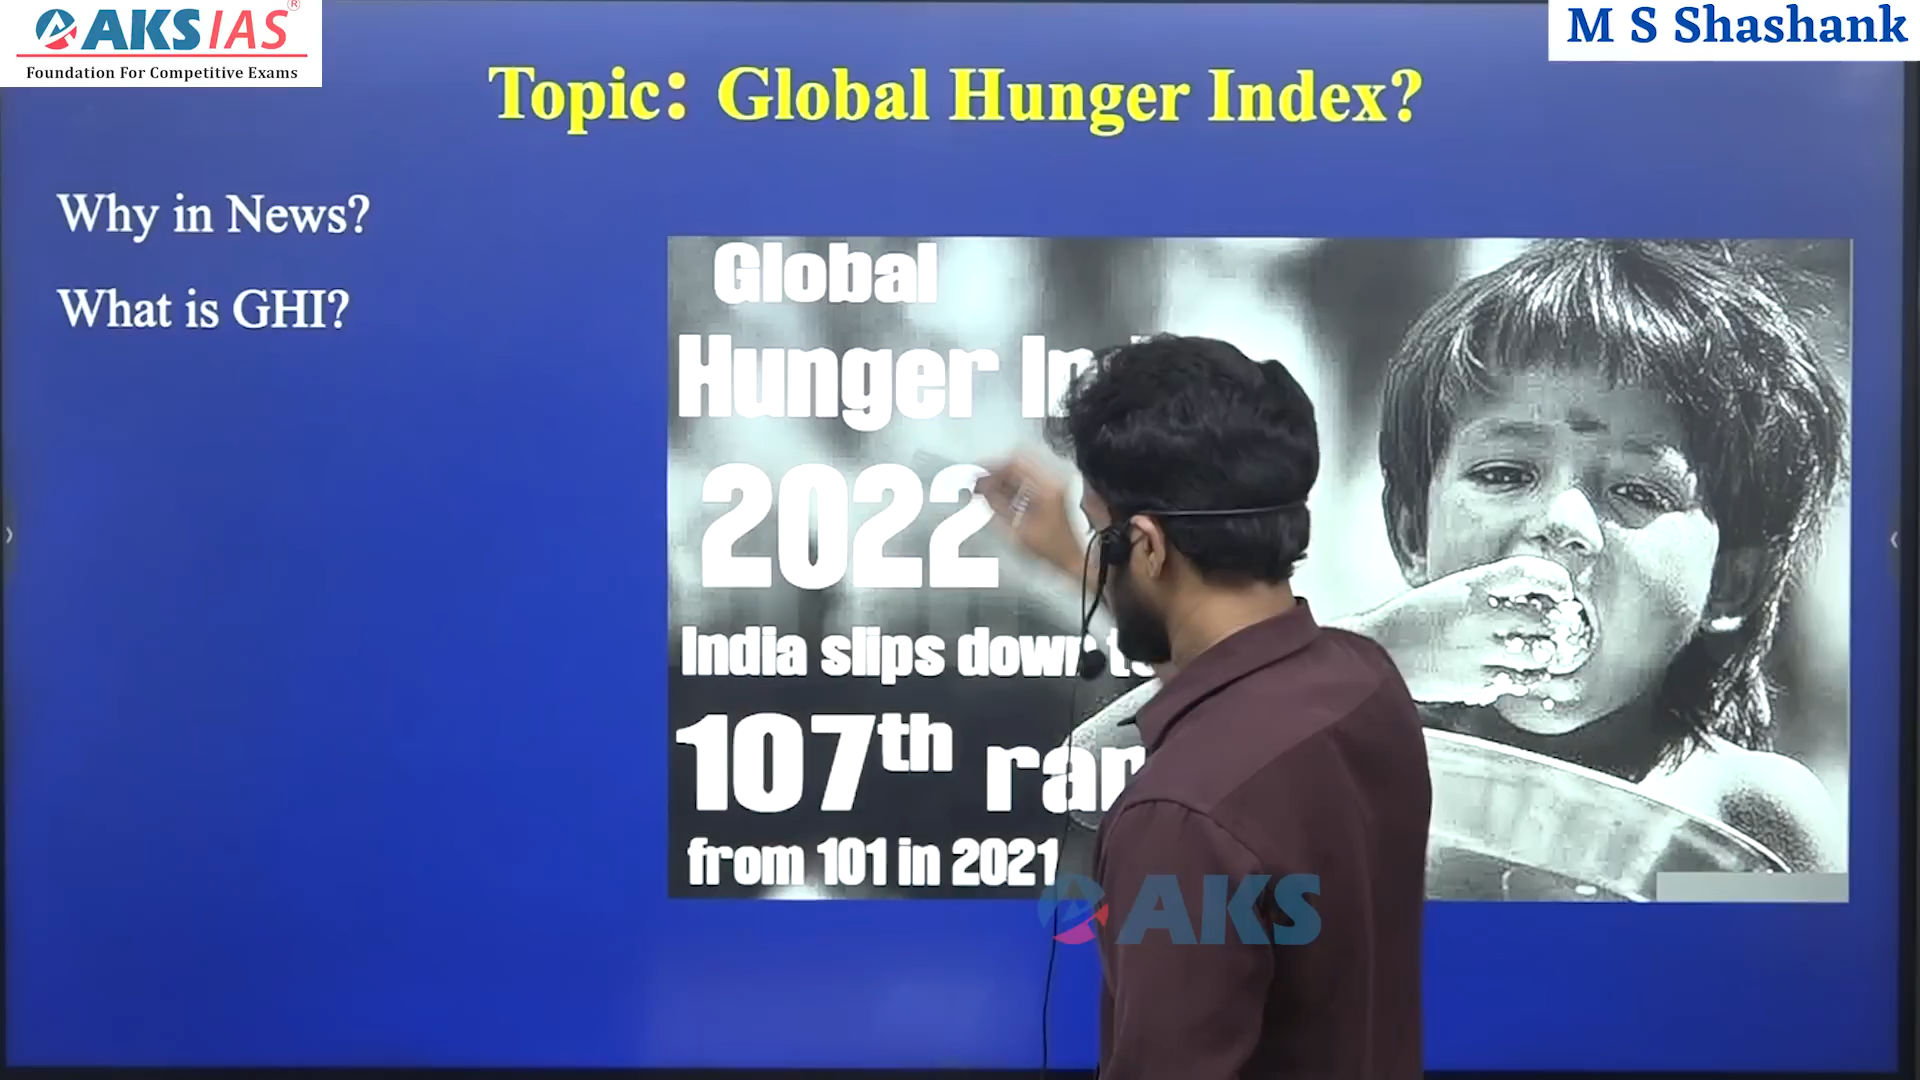 AKS IAS®
Foundation For Competitive Exams
M S Shashank
Topic: Global Hunger Index?
Why in News?
What is GHI?
Global
Hunger
2022
India slips down
107th
from 101 in 2021
AKS